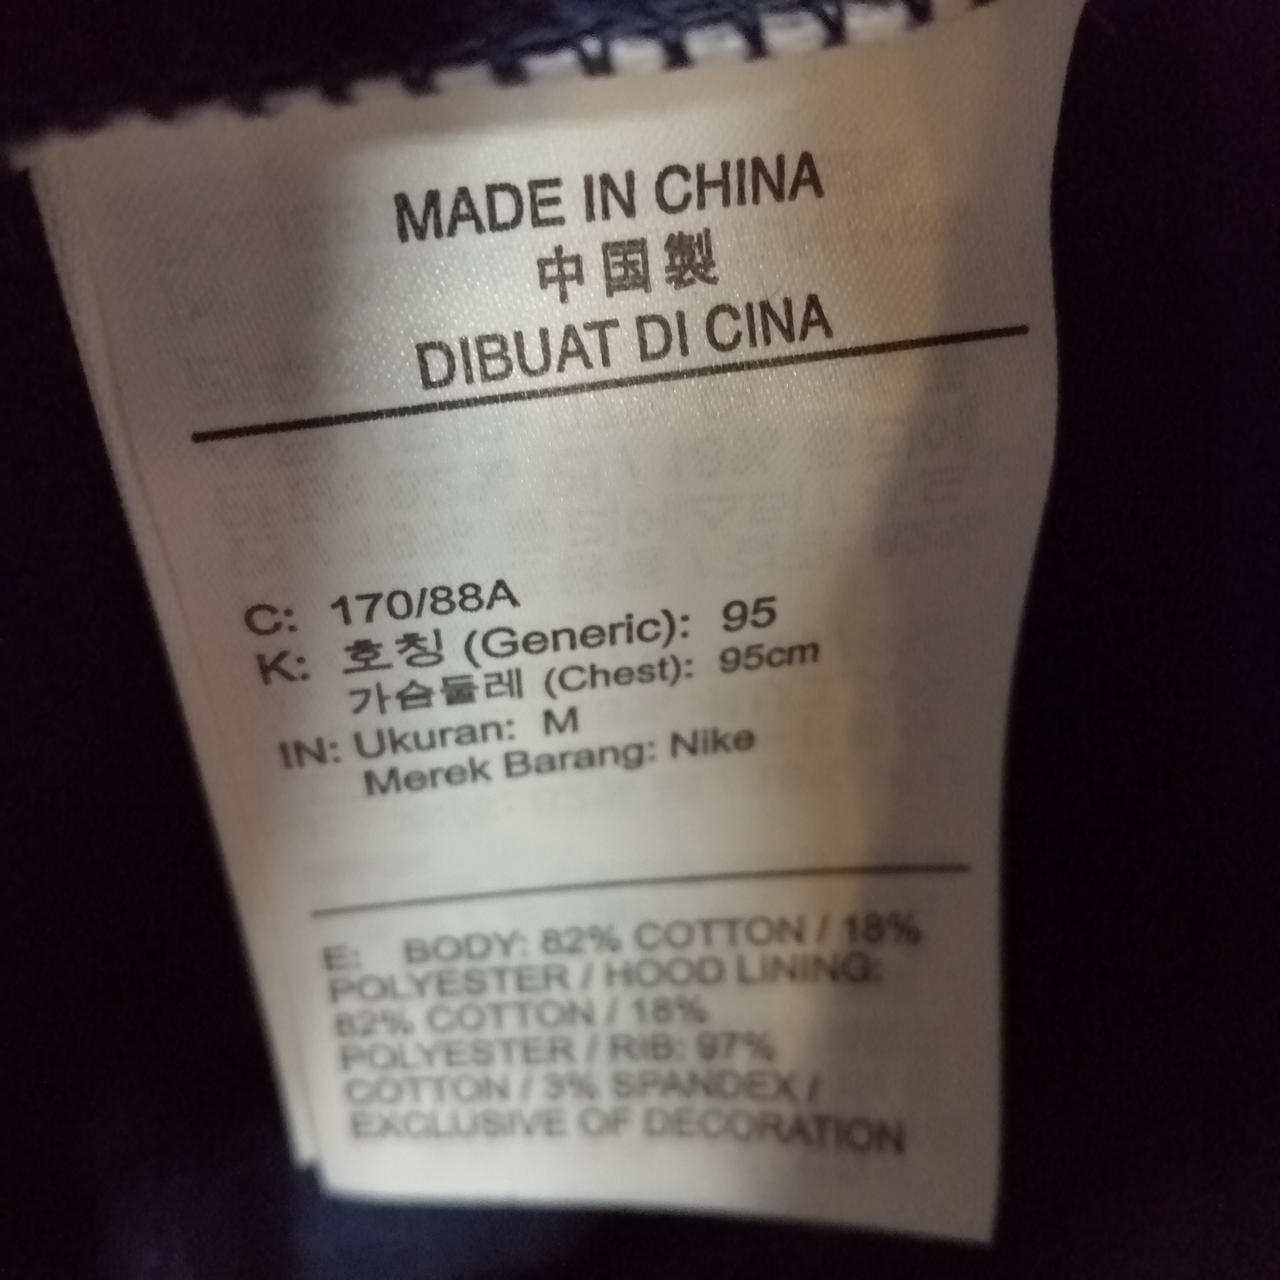 MADE IN CHINA
中国製
DIBUAT DI CINA
C: 170/88A
K: 호칭 (Generic): 95
가슴둘레 (Chest): 95cm
IN: Ukuran: M
Merek Barang: Nike
E: BODY: 82% COTTON / 18%
POLYESTER / HOOD LINING:
82% COTTON / 18%
POLYESTER / RIB: 97%
COTTON / 3% SPANDEX /
EXCLUSIVE OF DECORATION